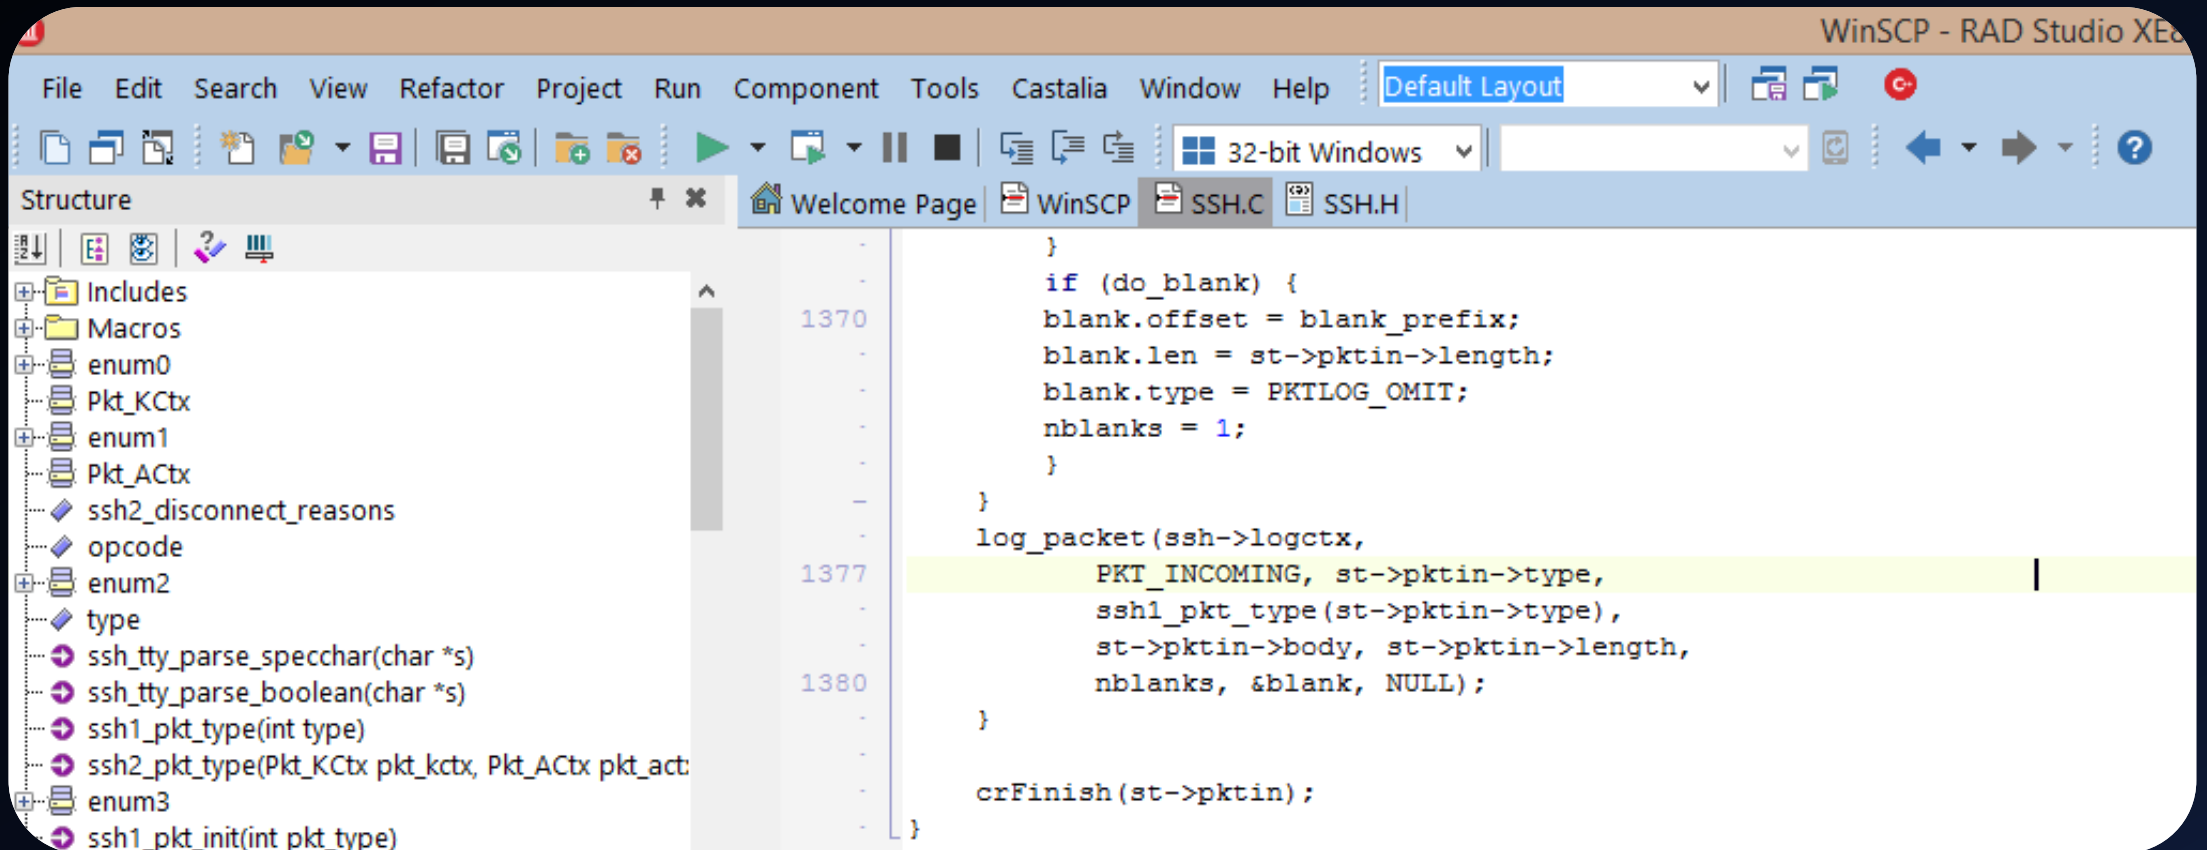 WinSCP - RAD Studio XE8
File Edit Search View Refactor Project Run Component Tools Castalia Window Help Default Layout
32-bit Windows
Structure
Welcome Page WinSCP SSH.C SSH.H
Includes
Macros
enum0
Pkt_KCtx
enum1
Pkt_ACtx
ssh2_disconnect_reasons
opcode
enum2
type
ssh_tty_parse_specchar(char *s)
ssh_tty_parse_boolean(char *s)
ssh1_pkt_type(int type)
ssh2_pkt_type(Pkt_KCtx pkt_kctx, Pkt_ACtx pkt_act
enum3
ssh1_pkt_init(int pkt_type)
}
if (do_blank) {
1370 blank.offset = blank_prefix;
blank.len = st->pktin->length;
blank.type = PKTLOG_OMIT;
nblanks = 1;
}
}
log_packet(ssh->logctx,
1377 PKT_INCOMING, st->pktin->type,
ssh1_pkt_type(st->pktin->type),
st->pktin->body, st->pktin->length,
1380 nblanks, &blank, NULL);
}
crFinish(st->pktin);
}